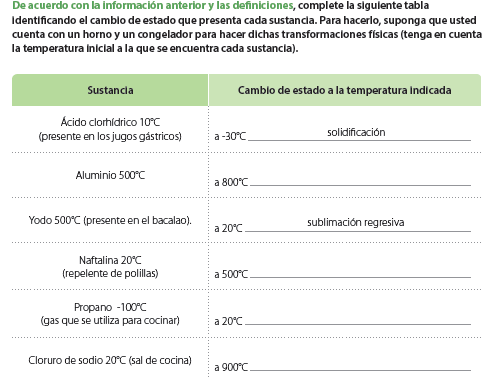 De acuerdo con la información anterior y las definiciones, complete la siguiente tabla
identificando el cambio de estado que presenta cada sustancia. Para hacerlo, suponga que usted
cuenta con un horno y un congelador para hacer dichas transformaciones físicas (tenga en cuenta
la temperatura inicial a la que se encuentra cada sustancia).
Sustancia
Cambio de estado a la temperatura indicada
Ácido clorhídrico 10°C
(presente en los jugos gástricos)
a -30°C solidificación
Aluminio 500°C
a 800°C
Yodo 500°C (presente en el bacalao).
a 20°C sublimación regresiva
Naftalina 20°C
(repelente de polillas)
a 500°C
Propano -100°C
(gas que se utiliza para cocinar)
a 20°C
Cloruro de sodio 20°C (sal de cocina)
a 900°C